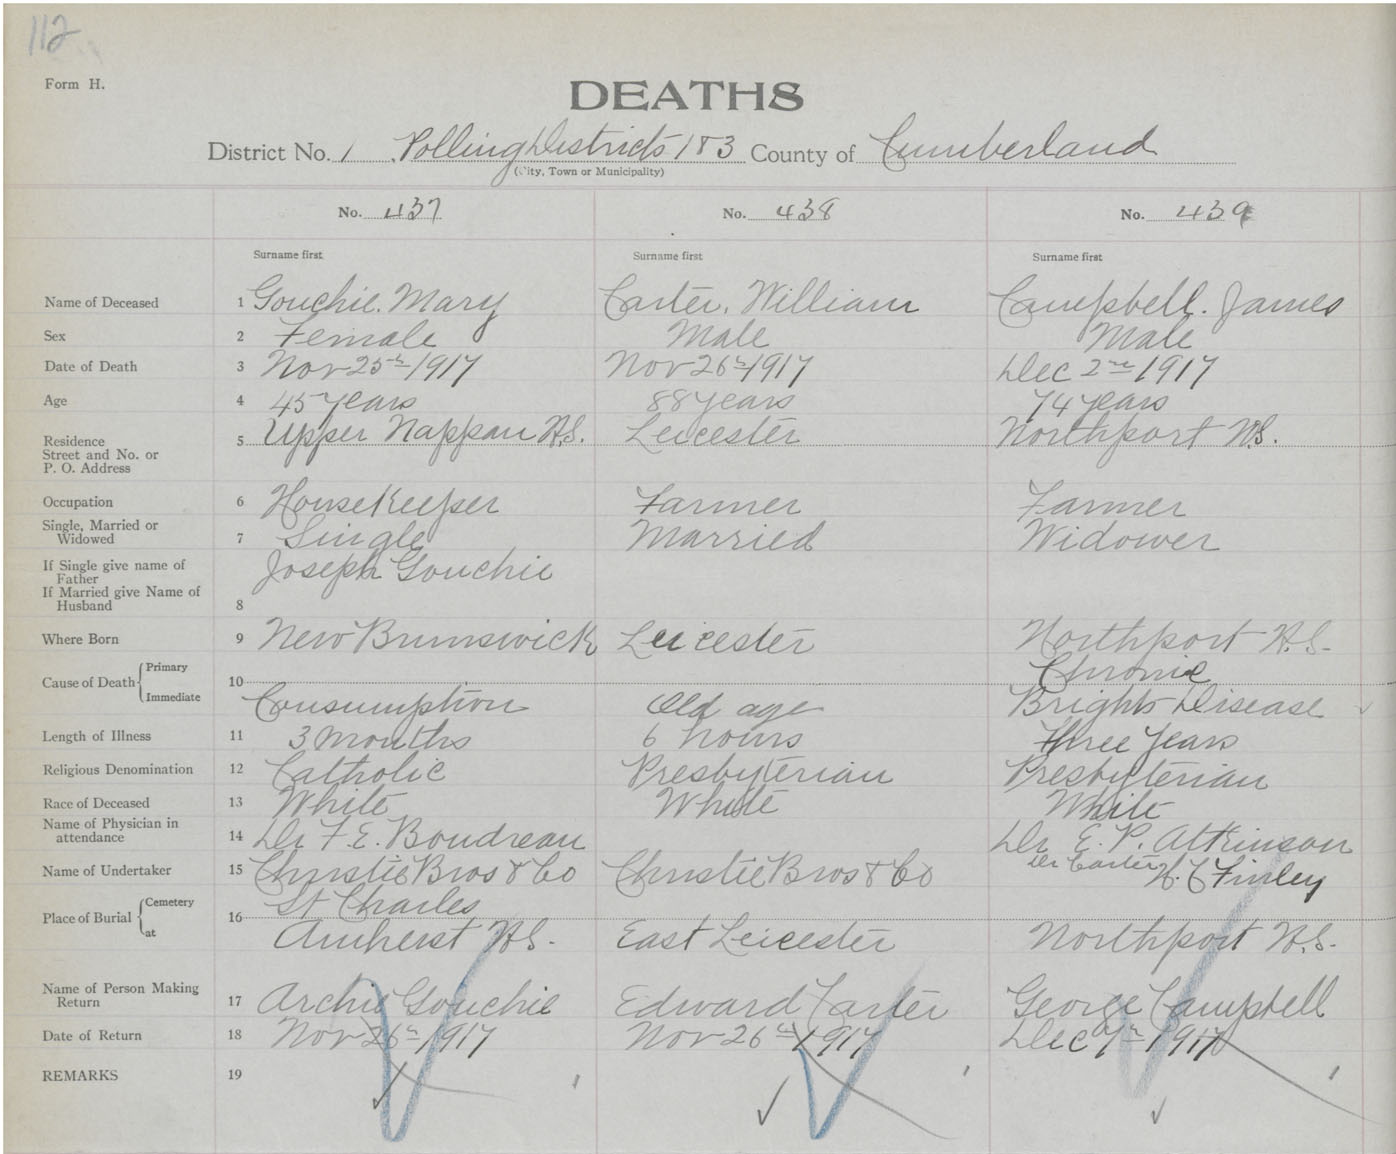 112
Form H.
DEATHS
District No. 1 Polling Districts 1 & 3 County of Cumberland
(City, Town or Municipality)
No. 437 No. 438 No. 439
Surname first Surname first Surname first
Name of Deceased 1 Gouchie. Mary Carter, William Campbell. James
Sex 2 Female Male Male
Date of Death 3 Nov 25th 1917 Nov 26th 1917 Dec 2nd 1917
Age 4 45 years 88 years 74 years
Residence Street and No. or P. O. Address 5 Upper Nappan N.S. Leicester Northport N.S.
Occupation 6 HouseKeeper Farmer Farmer
Single, Married or Widowed 7 Single Married Widower
If Single give name of Father Joseph Gouchie
If Married give Name of Husband 8
Where Born 9 New Brunswick Leicester Northport N.S.
Cause of Death Primary 10 Chronic
Immediate Consumption Old age Brights Disease
Length of Illness 11 3 months 6 hours three years
Religious Denomination 12 Catholic Presbyterian Presbyterian
Race of Deceased 13 White White White
Name of Physician in attendance 14 Dr F. E. Boudreau Dr E. P. Atkinson
Dr Carter
Name of Undertaker 15 Christie Bros & Co Christie Bros & Co Finley
Place of Burial Cemetery 16 St Charles
at Amherst N.S. East Leicester Northport N.S.
Name of Person Making Return 17 Archie Gouchie Edward Carter George Campbell
Date of Return 18 Nov 26th 1917 Nov 26th 1917 Dec 7th 1917
REMARKS 19